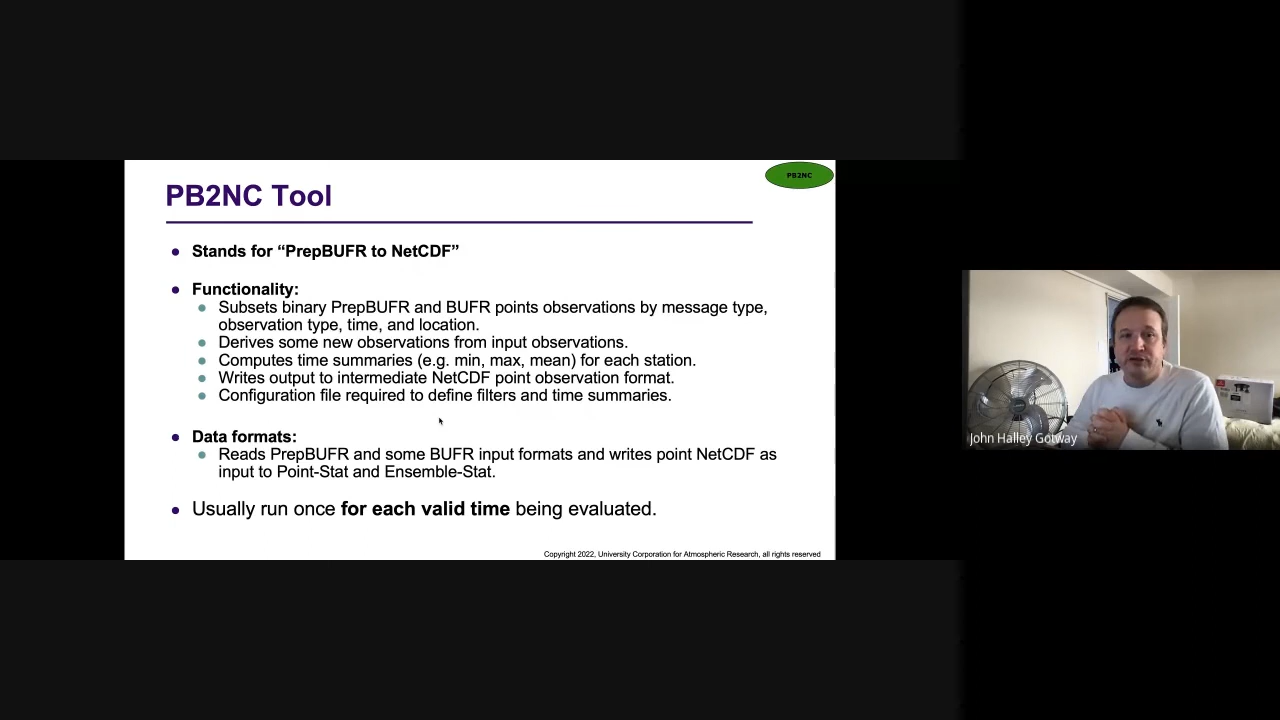 PB2NC
PB2NC Tool
Stands for “PrepBUFR to NetCDF”
Functionality:
Subsets binary PrepBUFR and BUFR points observations by message type,
observation type, time, and location.
Derives some new observations from input observations.
Computes time summaries (e.g. min, max, mean) for each station.
Writes output to intermediate NetCDF point observation format.
Configuration file required to define filters and time summaries.
Data formats:
Reads PrepBUFR and some BUFR input formats and writes point NetCDF as
input to Point-Stat and Ensemble-Stat.
Usually run once for each valid time being evaluated.
Copyright 2022, University Corporation for Atmospheric Research, all rights reserved
John Halley Gotway